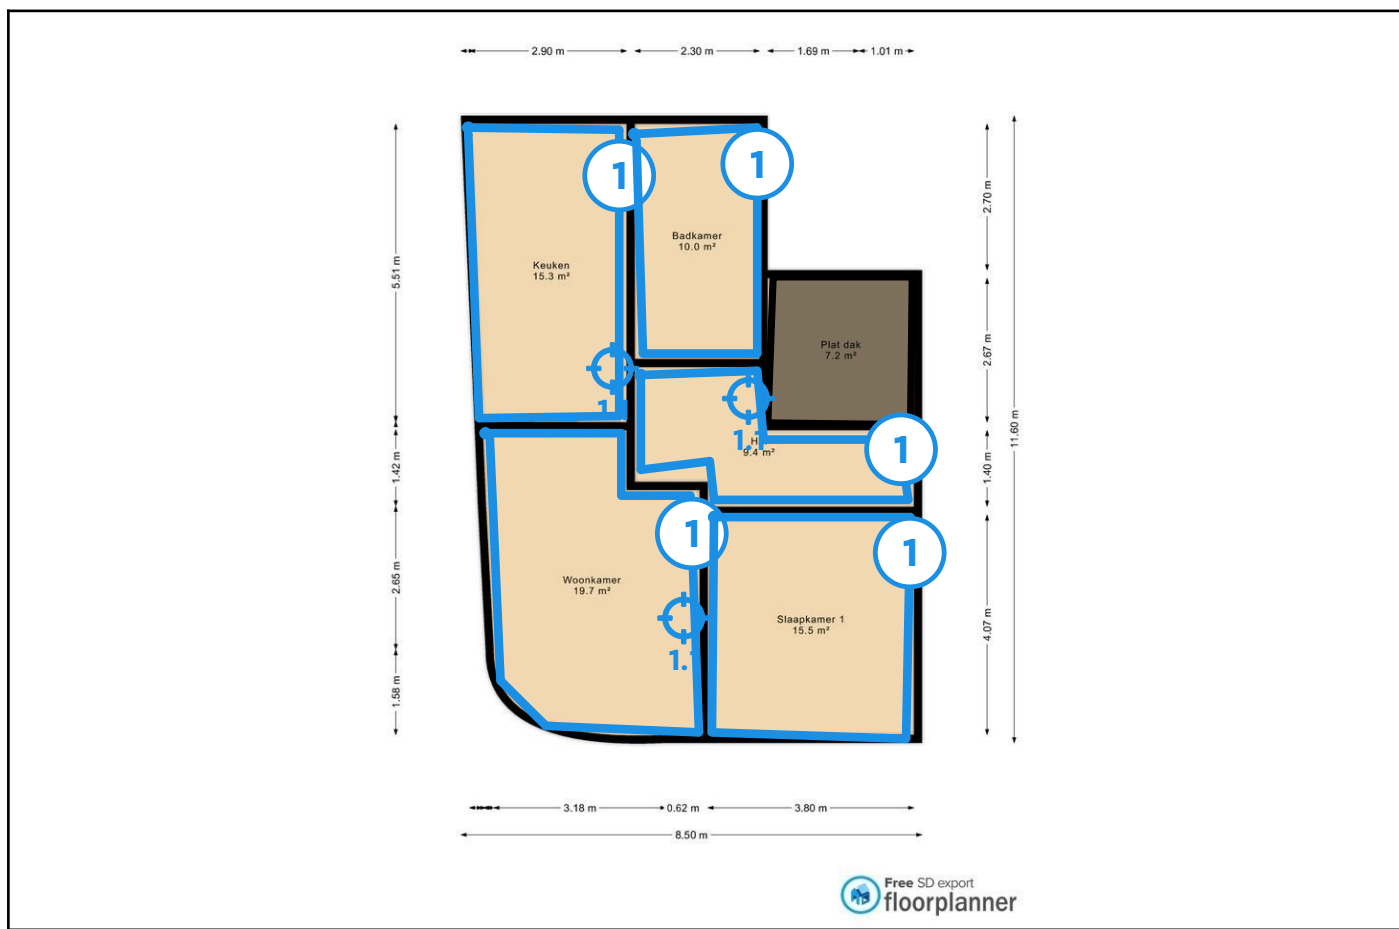 2.90 m
2.30 m
1.69 m
1.01 m
1
1
2.70 m
Badkamer
10.0 m²
Keuken
15.3 m²
5.51 m
Plat dak
7.2 m²
2.67 m
11.60 m
1.
1.1
9.4 m²
1
1.42 m
1.40 m
1
1
Woonkamer
19.7 m²
2.65 m
Slaapkamer 1
15.5 m²
4.07 m
1.
1.58 m
3.18 m
0.62 m
3.80 m
8.50 m
Free SD export
floorplanner